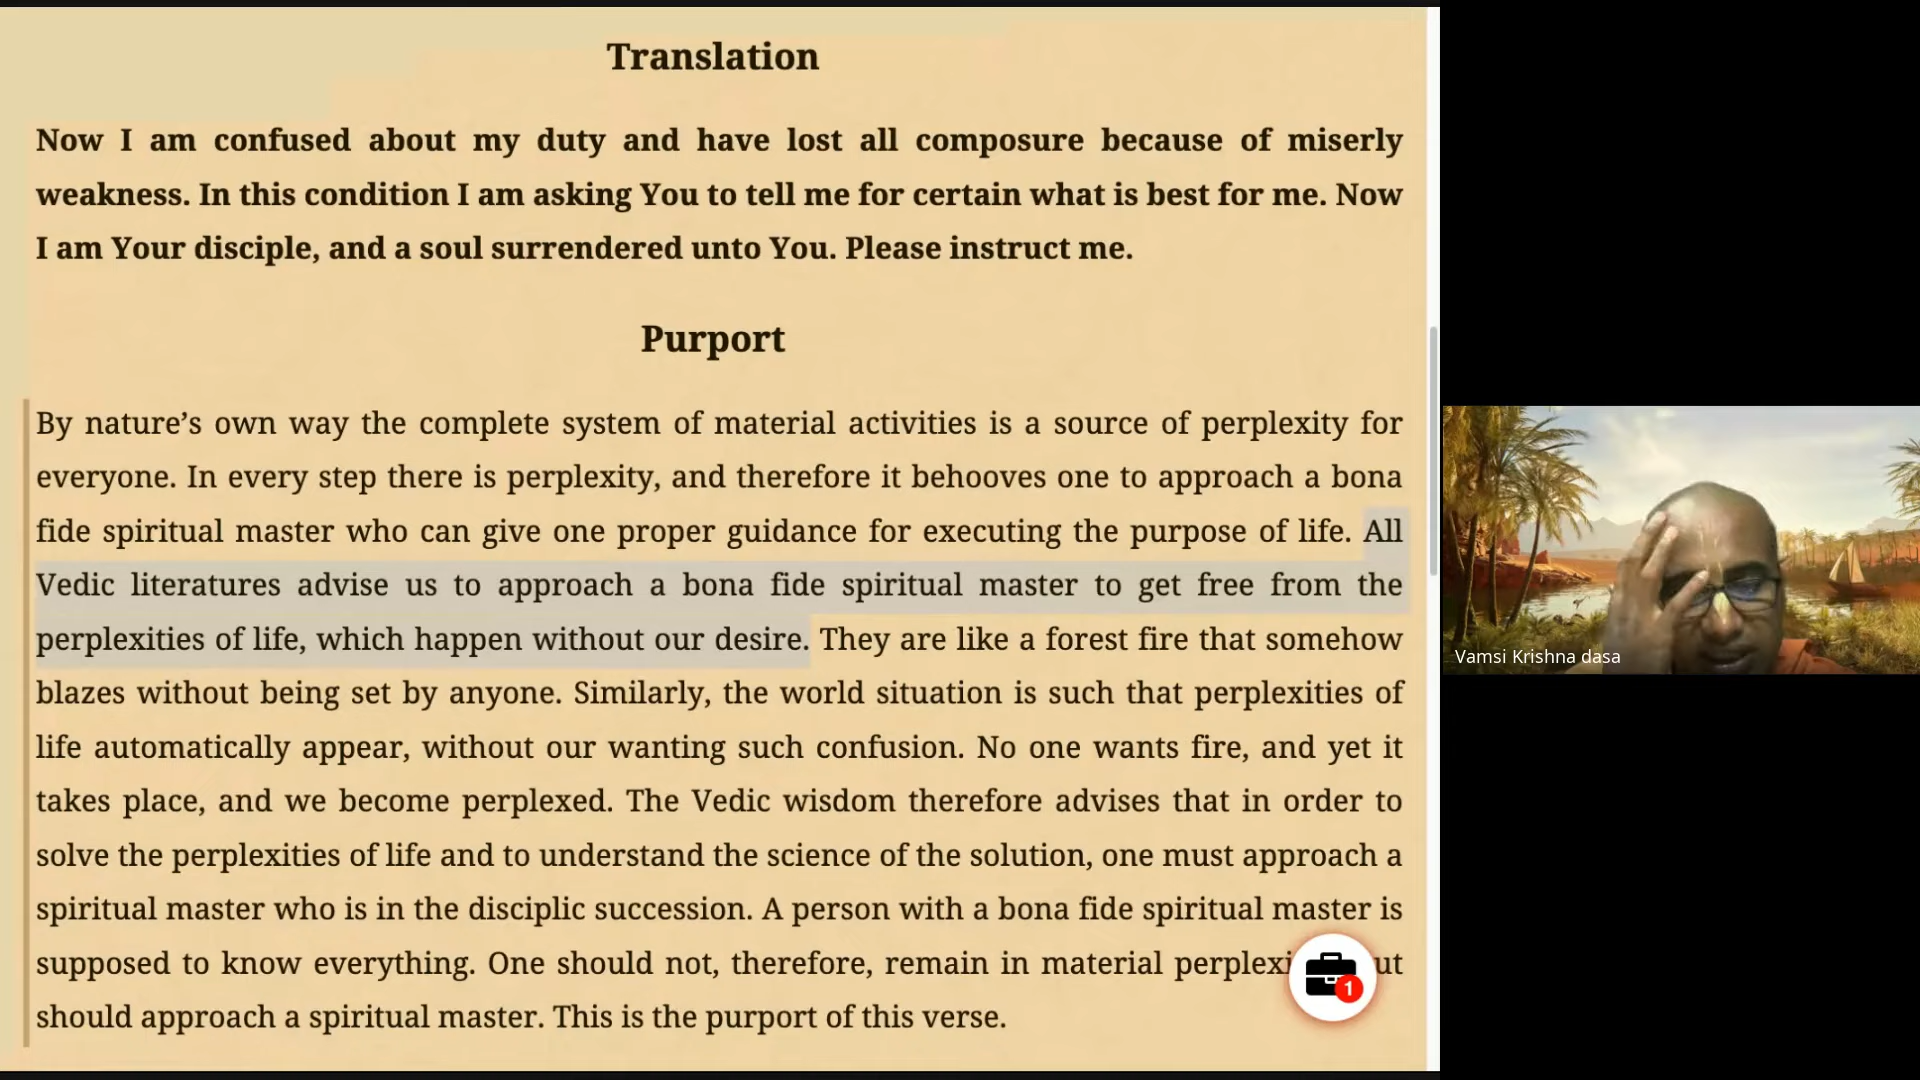 Translation
Now I am confused about my duty and have lost all composure because of miserly
weakness. In this condition I am asking You to tell me for certain what is best for me. Now
I am Your disciple, and a soul surrendered unto You. Please instruct me.
Purport
By nature’s own way the complete system of material activities is a source of perplexity for
everyone. In every step there is perplexity, and therefore it behooves one to approach a bona
fide spiritual master who can give one proper guidance for executing the purpose of life. All
Vedic literatures advise us to approach a bona fide spiritual master to get free from the
perplexities of life, which happen without our desire. They are like a forest fire that somehow
blazes without being set by anyone. Similarly, the world situation is such that perplexities of
life automatically appear, without our wanting such confusion. No one wants fire, and yet it
takes place, and we become perplexed. The Vedic wisdom therefore advises that in order to
solve the perplexities of life and to understand the science of the solution, one must approach a
spiritual master who is in the disciplic succession. A person with a bona fide spiritual master is
supposed to know everything. One should not, therefore, remain in material
should approach a spiritual master. This is the purport of this verse.
1
Vamsi Krishna dasa